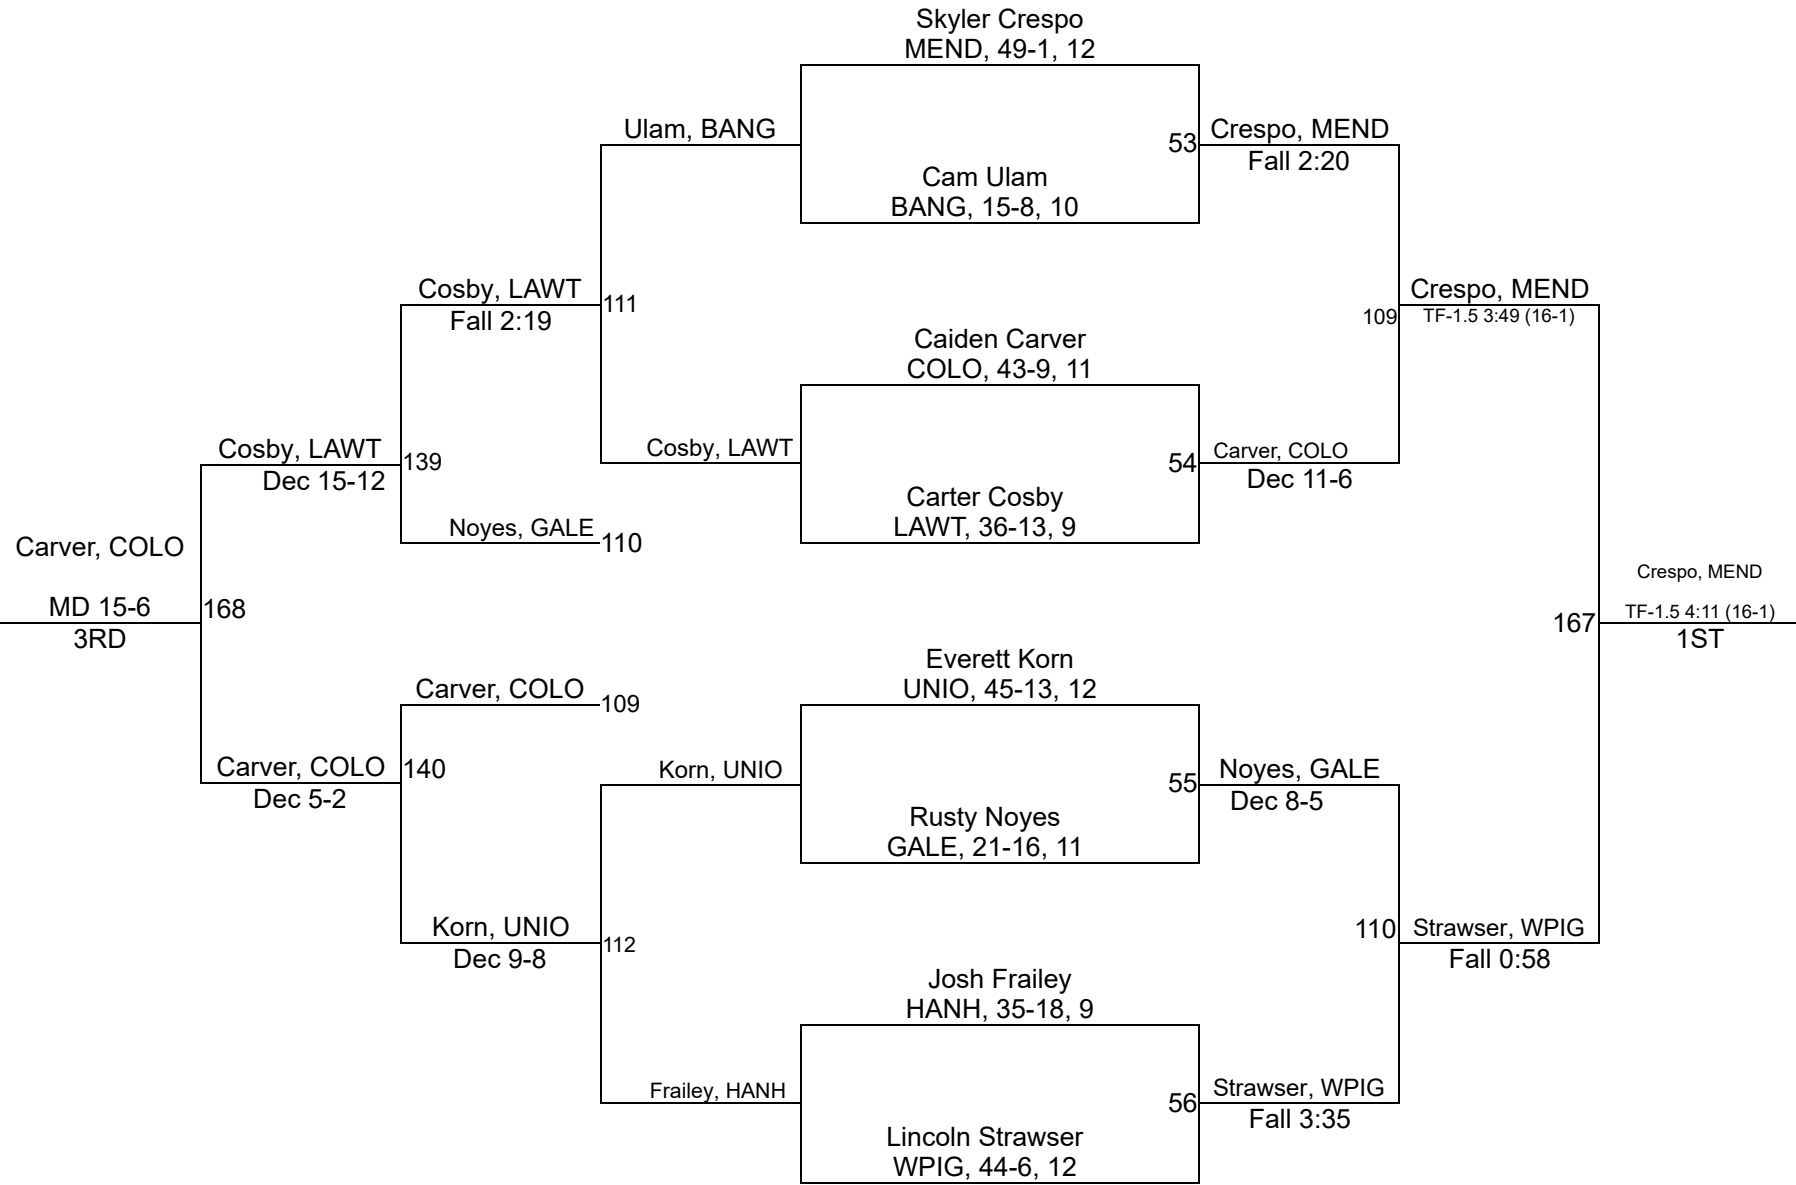 Skyler Crespo
MEND, 49-1, 12
Ulam, BANG
53
Crespo, MEND
Fall 2:20
Cam Ulam
BANG, 15-8, 10
Cosby, LAWT
Fall 2:19
111
109
Crespo, MEND
TF-1.5 3:49 (16-1)
Caiden Carver
COLO, 43-9, 11
Cosby, LAWT
Dec 15-12
139
Cosby, LAWT
54
Carver, COLO
Dec 11-6
Carter Cosby
LAWT, 36-13, 9
Noyes, GALE
110
Carver, COLO
MD 15-6
3RD
168
167
Crespo, MEND
TF-1.5 4:11 (16-1)
1ST
Everett Korn
UNIO, 45-13, 12
Carver, COLO
109
Carver, COLO
Dec 5-2
140
Korn, UNIO
55
Noyes, GALE
Dec 8-5
Rusty Noyes
GALE, 21-16, 11
Korn, UNIO
Dec 9-8
112
110
Strawser, WPIG
Fall 0:58
Josh Frailey
HANH, 35-18, 9
Frailey, HANH
56
Strawser, WPIG
Fall 3:35
Lincoln Strawser
WPIG, 44-6, 12